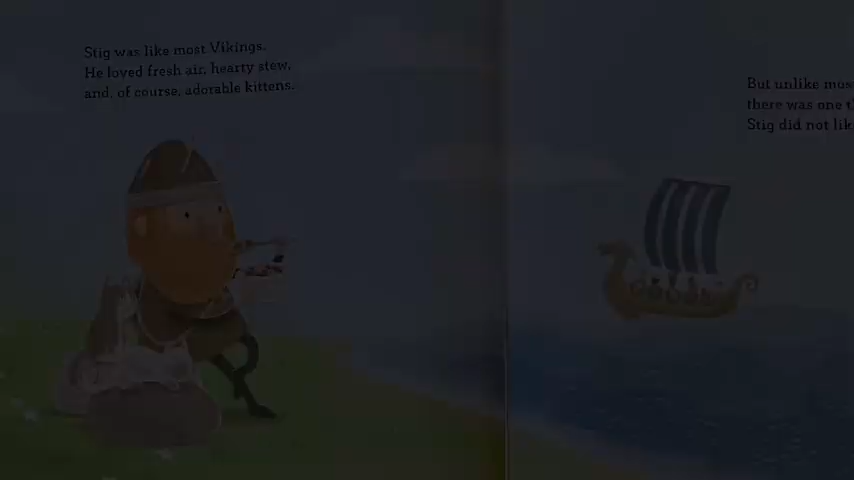 Stig was like most Vikings.
He loved fresh air, hearty stew,
and, of course, adorable kittens.
But unlike mos
there was one t
Stig did not lik